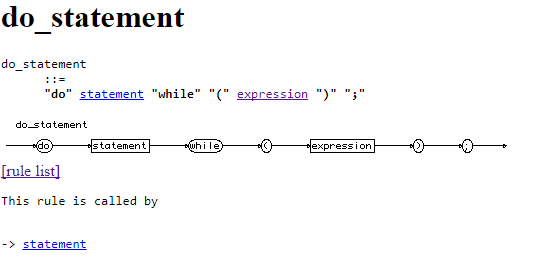 do_statement
do_statement
::=
"do" statement "while" "(" expression ")" ";"
do_statement
do statement while ( expression ) ;
[rule list]
This rule is called by
-> statement